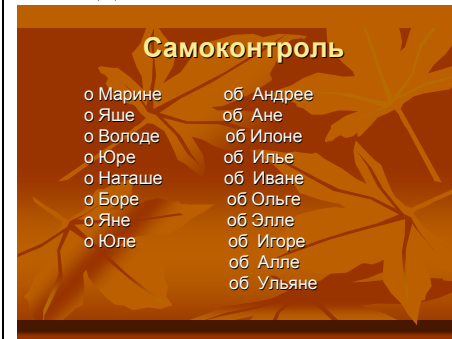 Самоконтроль
о Марине об Андрее
о Яше об Ане
о Володе об Илоне
о Юре об Илье
о Наташе об Иване
о Боре об Ольге
о Яне об Элле
о Юле об Игоре
об Алле
об Ульяне